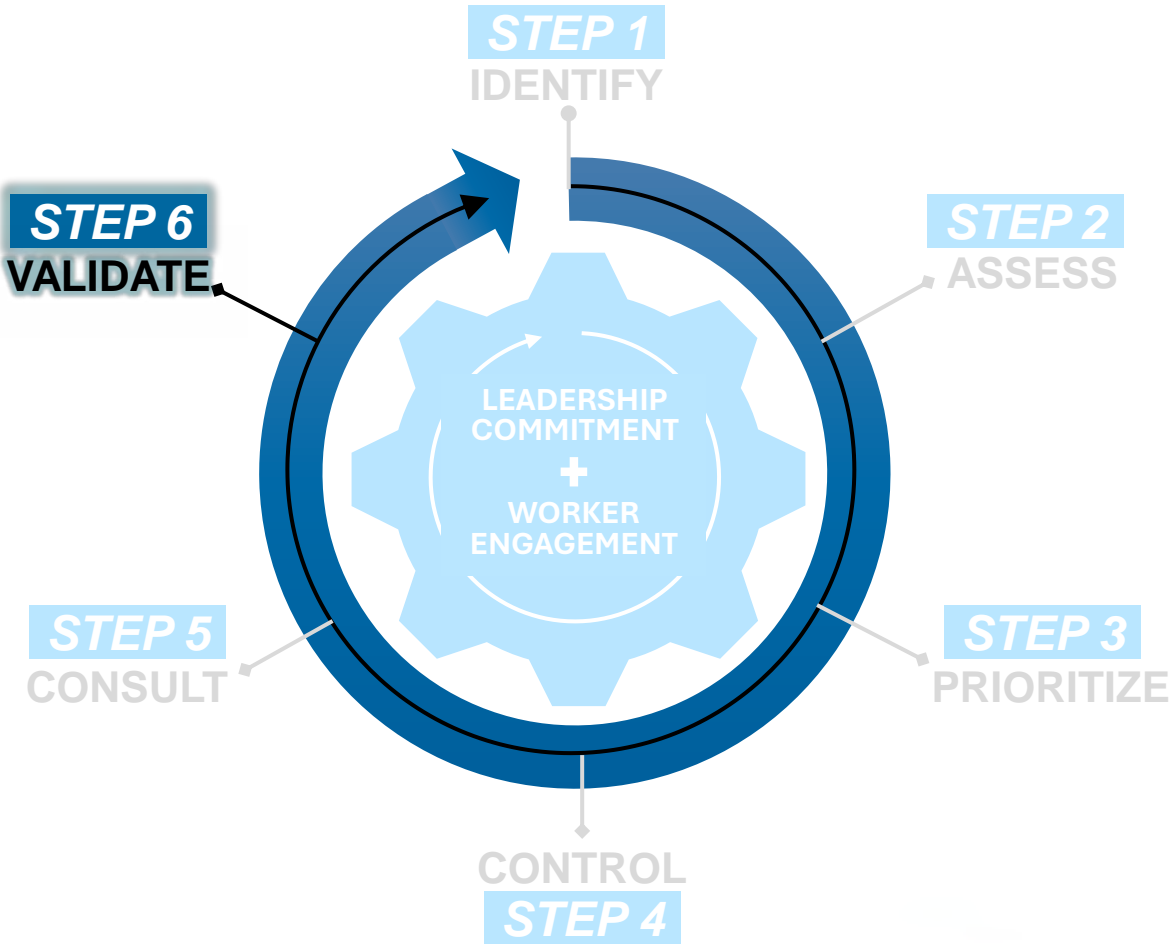 STEP 1
IDENTIFY
STEP 2
ASSESS
STEP 3
PRIORITIZE
CONTROL
STEP 4
STEP 5
CONSULT
STEP 6
VALIDATE
LEADERSHIP
COMMITMENT
+
WORKER
ENGAGEMENT